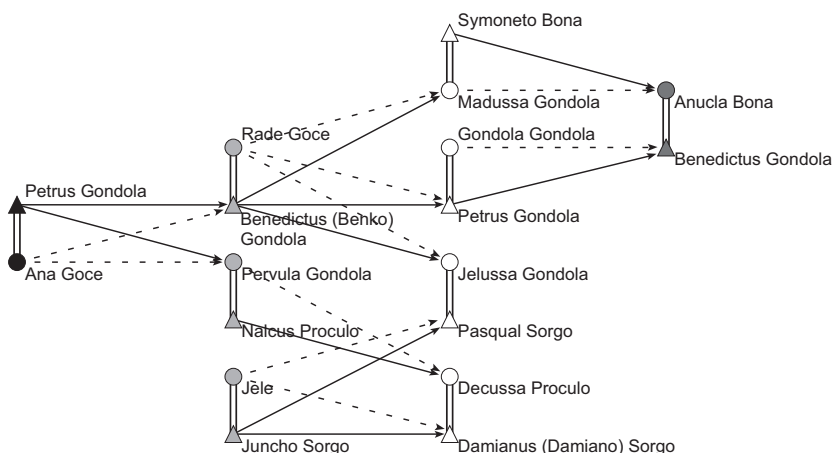 Symoneto Bona
Madussa Gondola
Anucla Bona
Rade Goce
Gondola Gondola
Benedictus Gondola
Petrus Gondola
Benedictus (Benko)
Gondola
Petrus Gondola
Ana Goce
Pervula Gondola
Jelussa Gondola
Nalcus Proculo
Pasqual Sorgo
Jele
Decussa Proculo
Juncho Sorgo
Damianus (Damiano) Sorgo